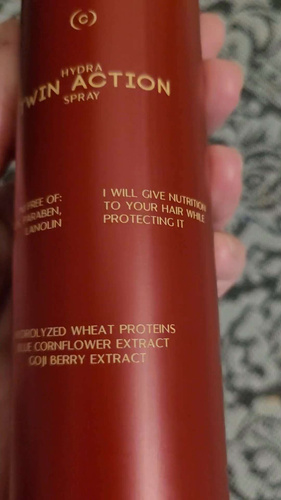 (C)
HYDRA
TWIN ACTION
SPRAY
FREE OF:
PARABEN,
LANOLIN
I WILL GIVE NUTRITION
TO YOUR HAIR WHILE
PROTECTING IT
HYDROLYZED WHEAT PROTEINS
BLUE CORNFLOWER EXTRACT
GOJI BERRY EXTRACT